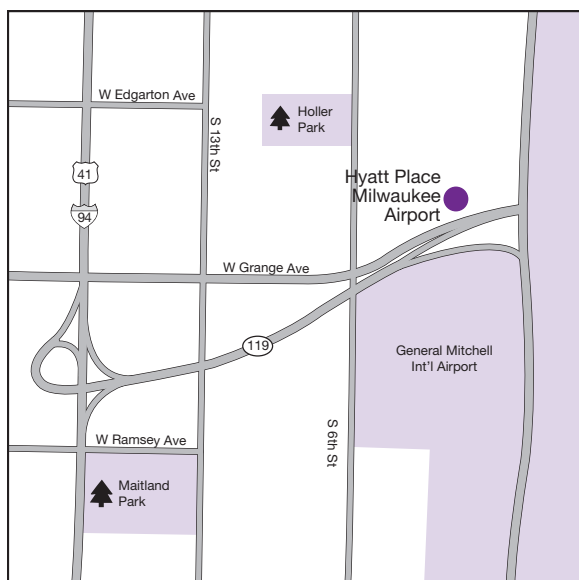 W Edgarton Ave
Holler
Park
S 13th St
41
Hyatt Place
Milwaukee
Airport
94
W Grange Ave
119
General Mitchell
Int'l Airport
S 6th St
W Ramsey Ave
Maitland
Park